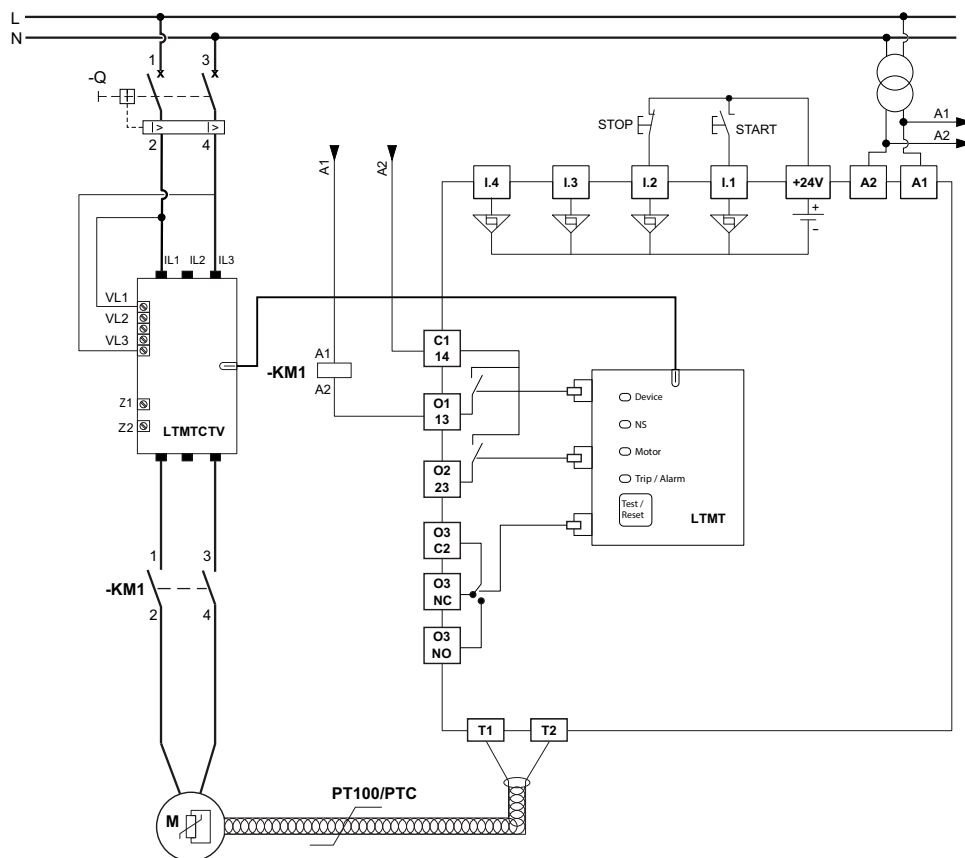 L
N
1
3
-Q
I>
I>
2
4
A1
A2
STOP
START
A1
A2
I.4
I.3
I.2
I.1
+24V
A2
A1
+
−
IL1
IL2
IL3
VL1
VL2
VL3
Z1
Z2
LTMTCTV
-KM1
A1
A2
C1
14
O1
13
O2
23
O3
C2
O3
NC
O3
NO
Device
NS
Motor
Trip / Alarm
Test /
Reset
LTMT
1
3
-KM1
2
4
T1
T2
PT100/PTC
M